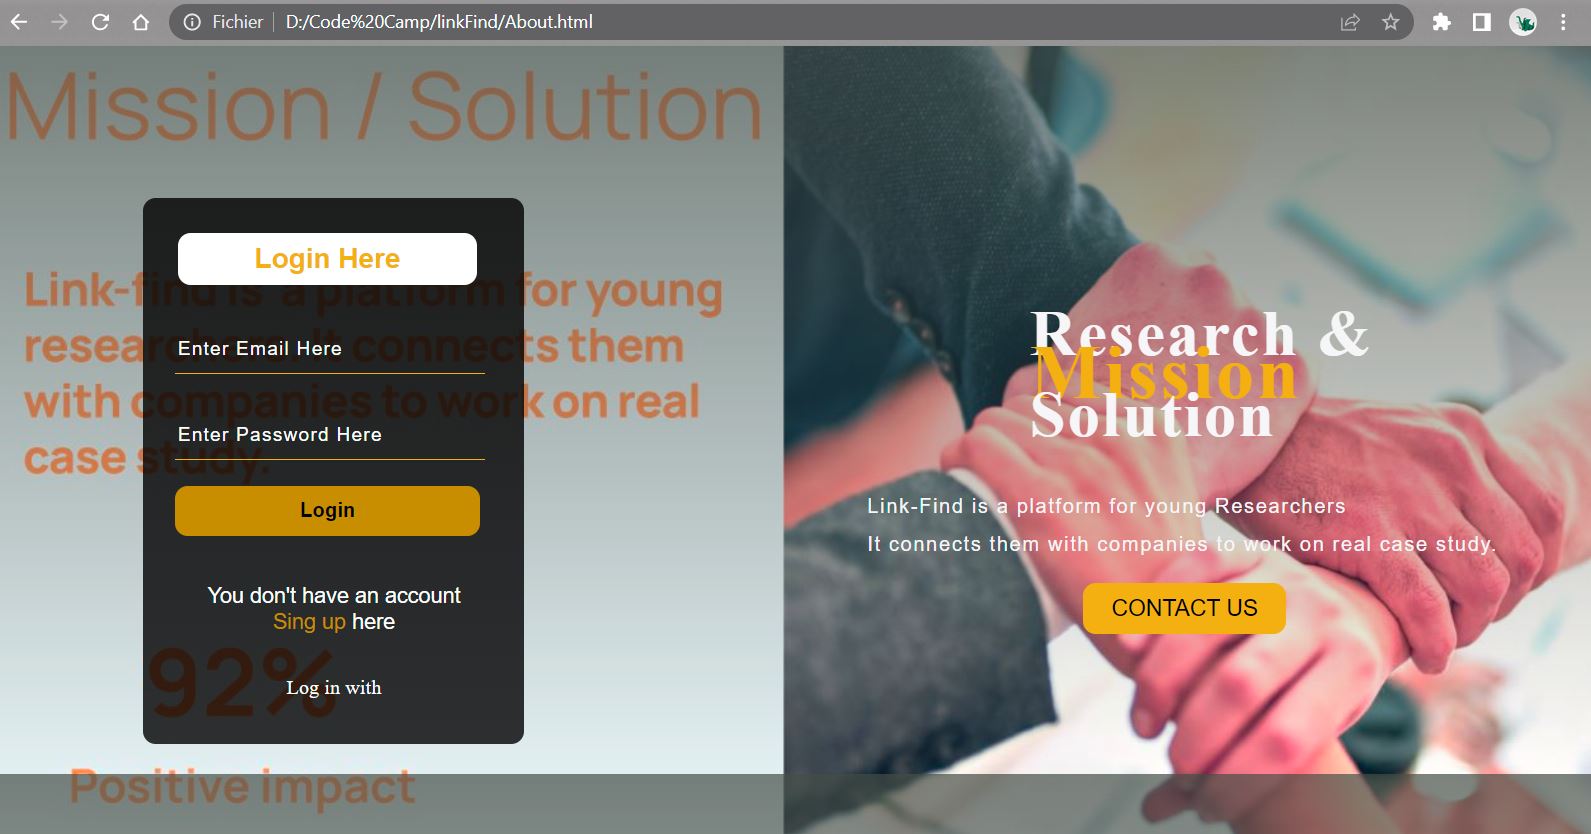 Fichier
D:/Code%20Camp/linkFind/About.html
Mission / Solution
Link-find is a platform for young
researchers. It connects them
with companies to work on real
case study.
92%
Positive impact
Login Here
Enter Email Here
Enter Password Here
Login
You don't have an account
Sing up here
Log in with
Research &
Mission
Solution
Link-Find is a platform for young Researchers
It connects them with companies to work on real case study.
CONTACT US